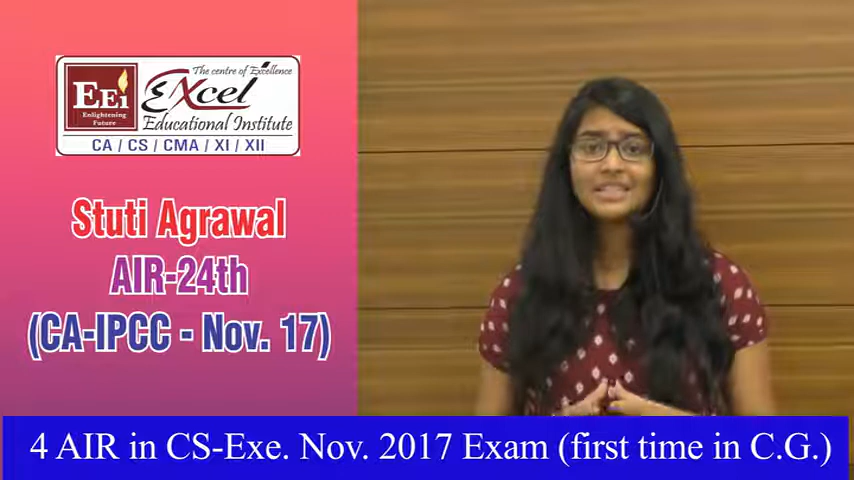 The centre of Excellence
EEi
Excel
Enlightening
Future
Educational Institute
CA / CS / CMA / XI / XII
Stuti Agrawal
AIR-24th
(CA-IPCC - Nov. 17)
4 AIR in CS-Exe. Nov. 2017 Exam (first time in C.G.)